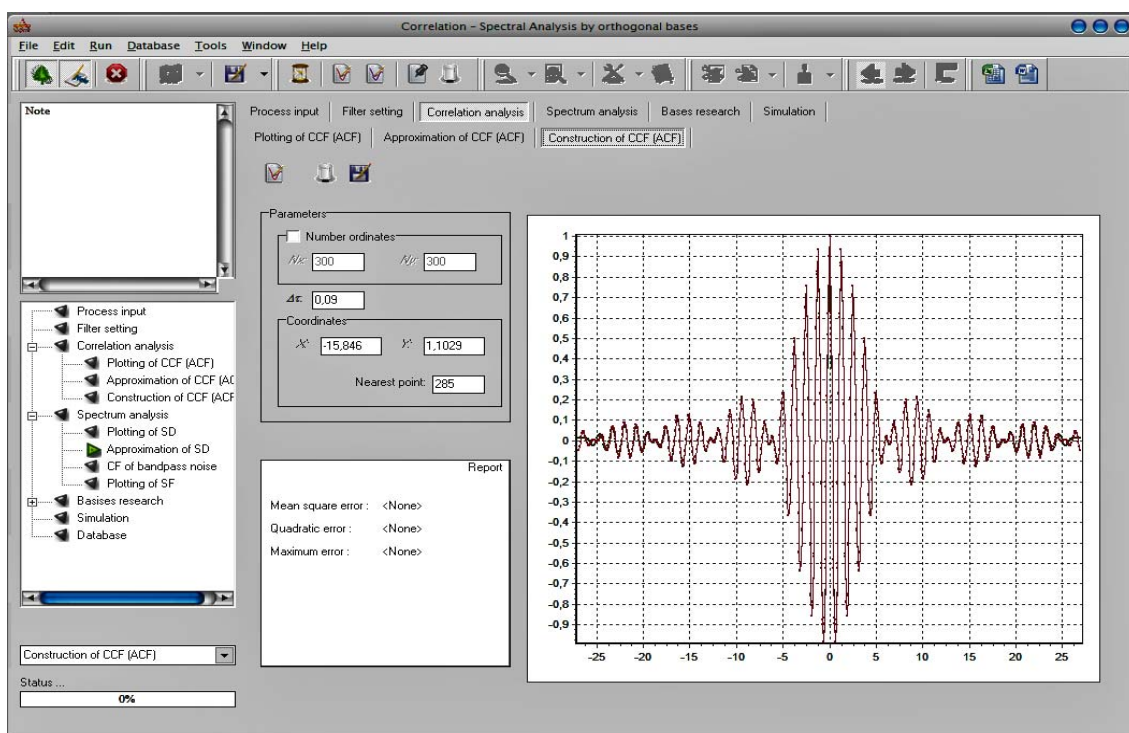 Correlation - Spectral Analysis by orthogonal bases
File Edit Run Database Tools Window Help
Note
Process input
Filter setting
Correlation analysis
Plotting of CCF (ACF)
Approximation of CCF (AC
Construction of CCF (ACF
Spectrum analysis
Plotting of SD
Approximation of SD
CF of bandpass noise
Plotting of SF
Basises research
Simulation
Database
Construction of CCF (ACF)
Status ...
0%
Process input Filter setting Correlation analysis Spectrum analysis Bases research Simulation
Plotting of CCF (ACF) Approximation of CCF (ACF) Construction of CCF (ACF)
Parameters
Number ordinates
Nx: 300 Ny: 300
Δτ: 0,09
Coordinates
X: -15,846 Y: 1,1029
Nearest point: 285
Report
Mean square error : <None>
Quadratic error : <None>
Maximum error : <None>
1
0,9
0,8
0,7
0,6
0,5
0,4
0,3
0,2
0,1
0
-0,1
-0,2
-0,3
-0,4
-0,5
-0,6
-0,7
-0,8
-0,9
-25 -20 -15 -10 -5 0 5 10 15 20 25